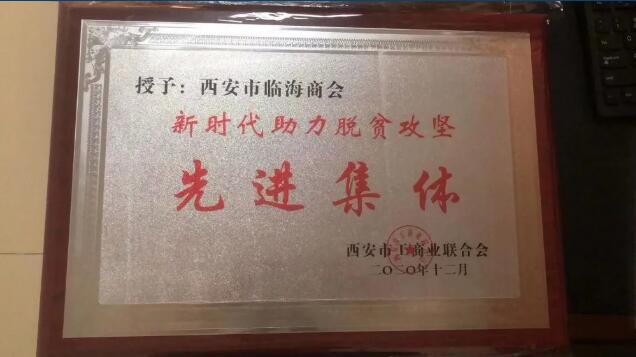 授予：西安市临海商会
新时代助力脱贫攻坚
先进集体
西安市工商业联合会
二〇二〇年十二月